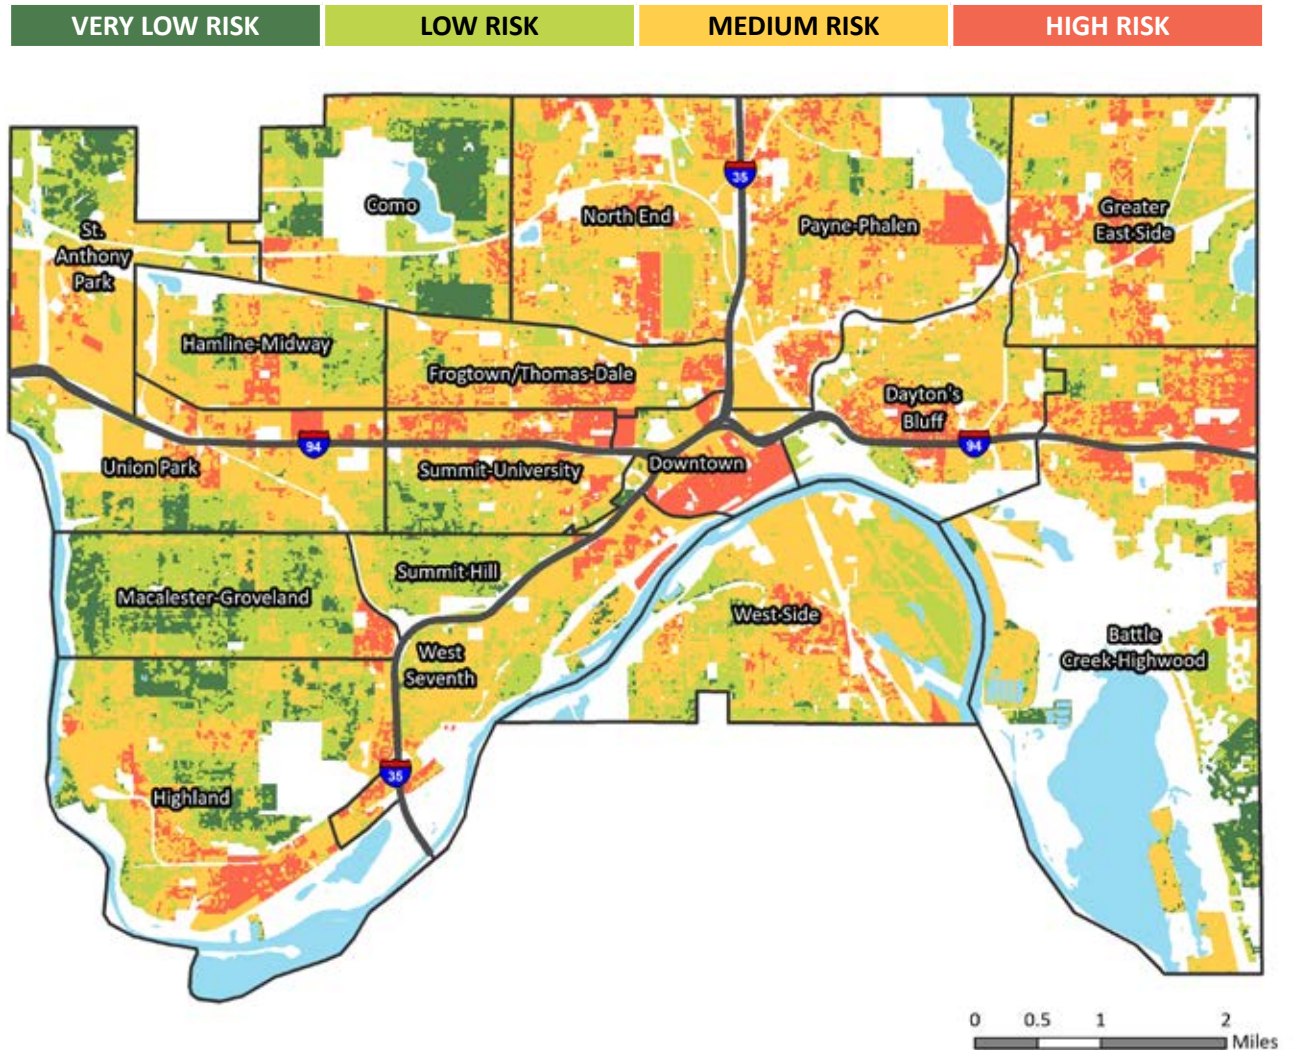 VERY LOW RISK
LOW RISK
MEDIUM RISK
HIGH RISK
35
Como
North End
Payne-Phalen
Greater
East-Side
St.
Anthony
Park
Hamline-Midway
Frogtown/Thomas-Dale
Dayton's
Bluff
94
94
Union Park
Summit-University
Downtown
Macalester-Groveland
Summit-Hill
West-Side
West
Seventh
Battle
Creek-Highwood
35
Highland
0 0.5 1 2
Miles